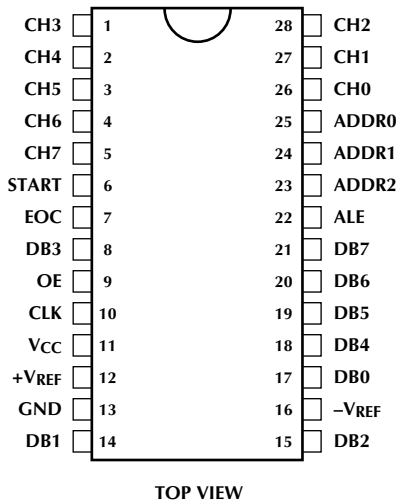 CH3 1 28 CH2
CH4 2 27 CH1
CH5 3 26 CH0
CH6 4 25 ADDR0
CH7 5 24 ADDR1
START 6 23 ADDR2
EOC 7 22 ALE
DB3 8 21 DB7
OE 9 20 DB6
CLK 10 19 DB5
VCC 11 18 DB4
+VREF 12 17 DB0
GND 13 16 –VREF
DB1 14 15 DB2
TOP VIEW